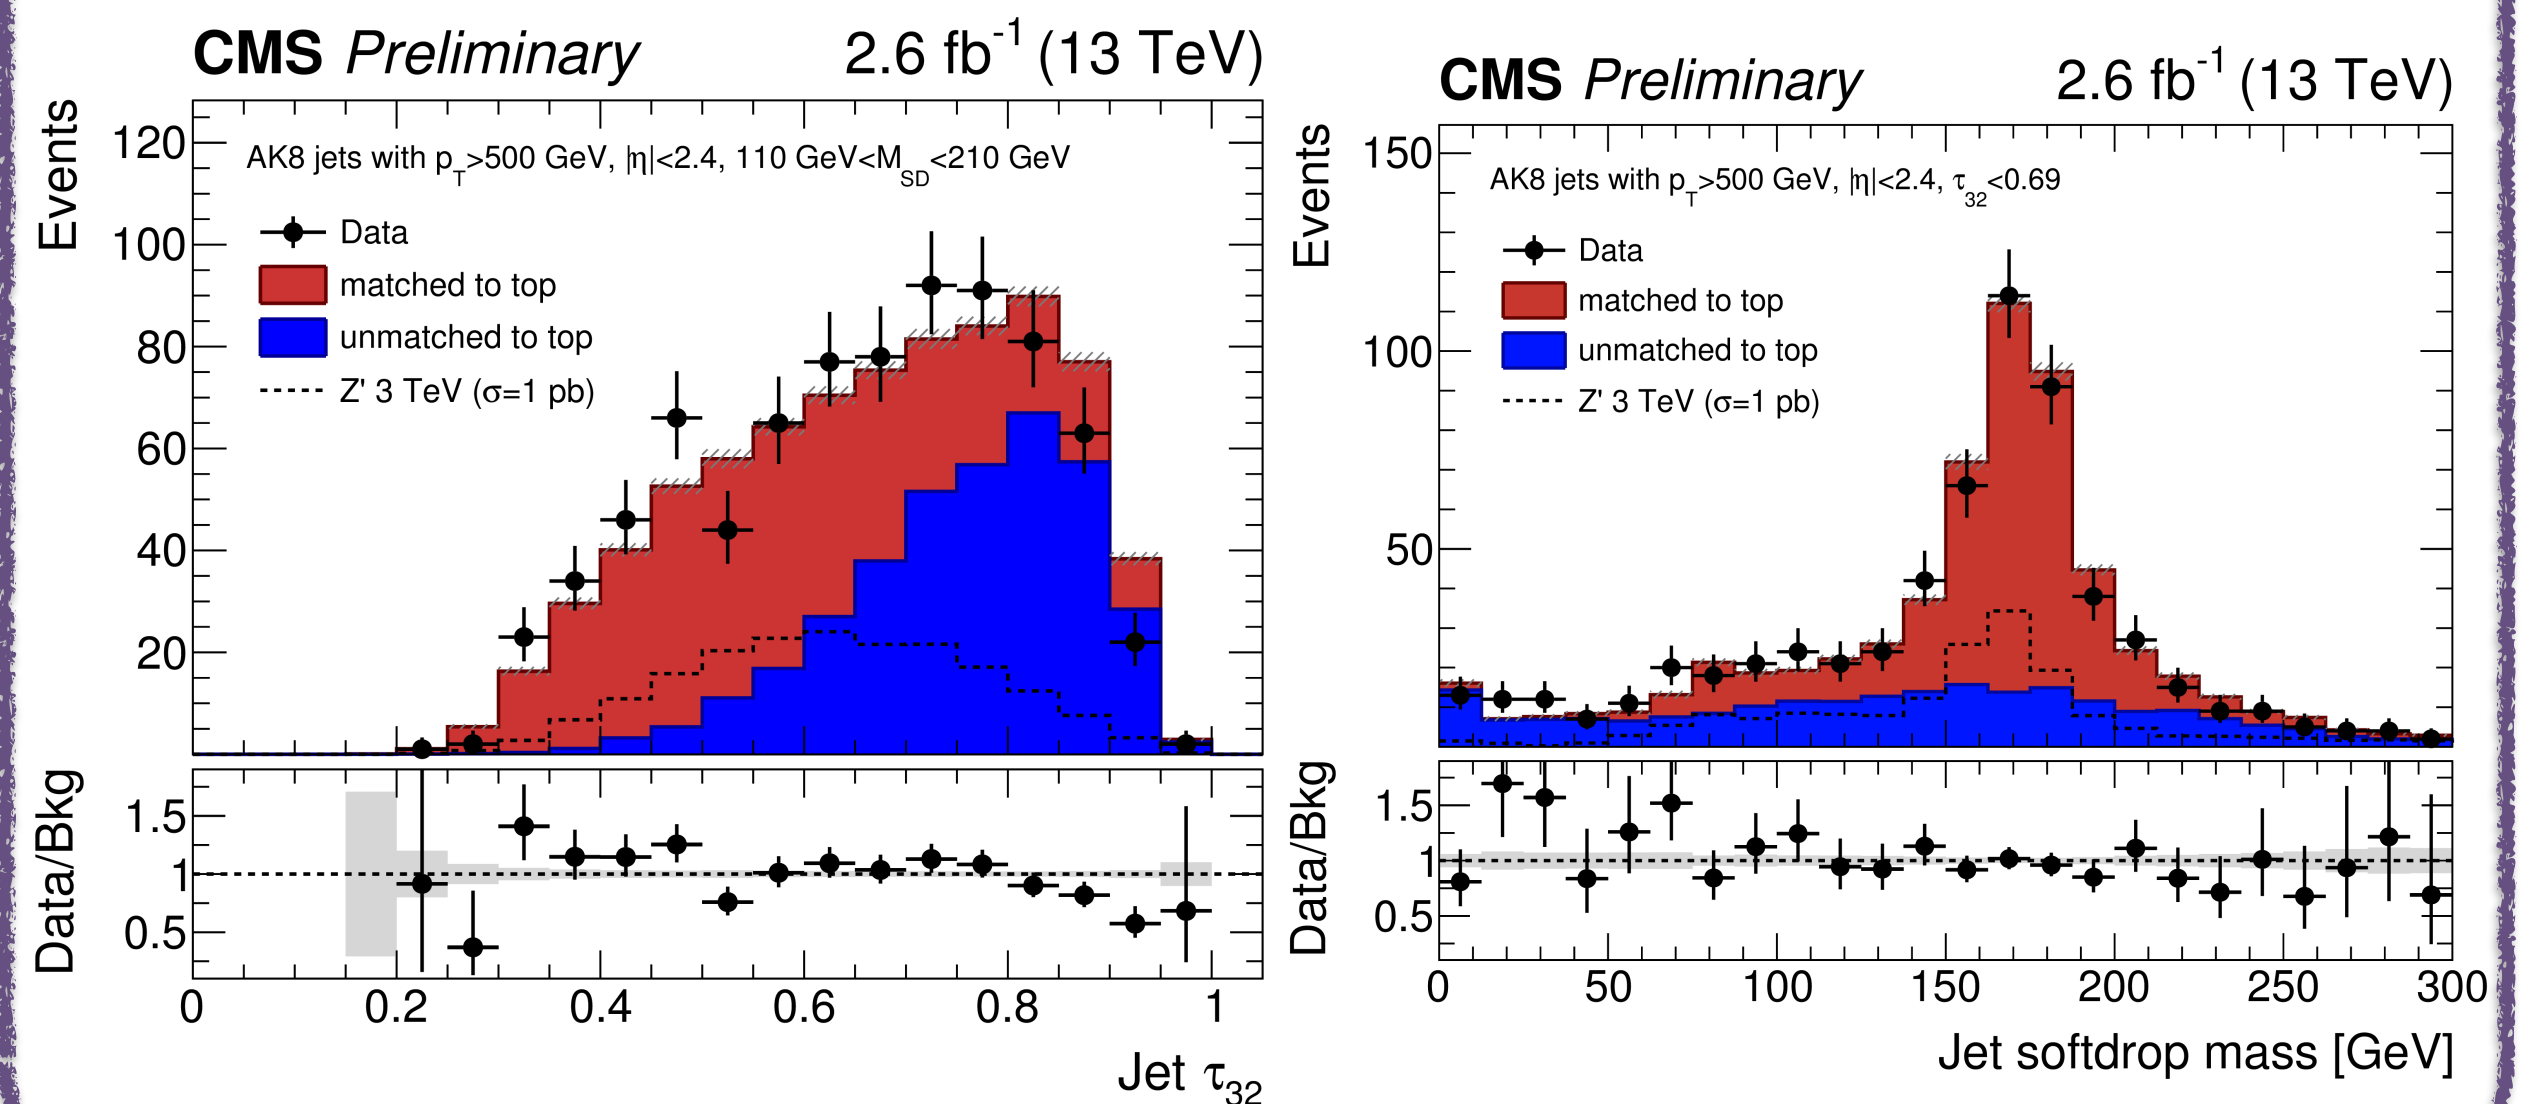 CMS Preliminary 2.6 fb-1 (13 TeV)
Events
120
100
80
60
40
20
AK8 jets with pT>500 GeV, |η|<2.4, 110 GeV<MSD<210 GeV
Data
matched to top
unmatched to top
Z' 3 TeV (σ=1 pb)
Data/Bkg
1.5
1
0.5
0 0.2 0.4 0.6 0.8 1
Jet τ32
CMS Preliminary 2.6 fb-1 (13 TeV)
Events
150
100
50
AK8 jets with pT>500 GeV, |η|<2.4, τ32<0.69
Data
matched to top
unmatched to top
Z' 3 TeV (σ=1 pb)
Data/Bkg
1.5
1
0.5
0 50 100 150 200 250 300
Jet softdrop mass [GeV]